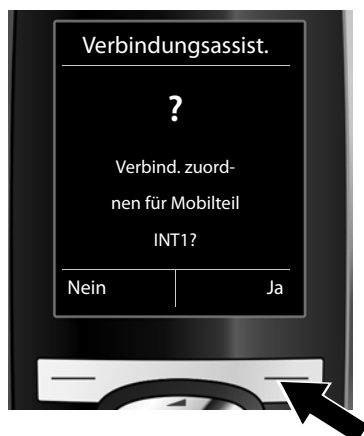 Verbindungsassist.
?
Verbind. zuord-
nen für Mobilteil
INT1?
Nein Ja